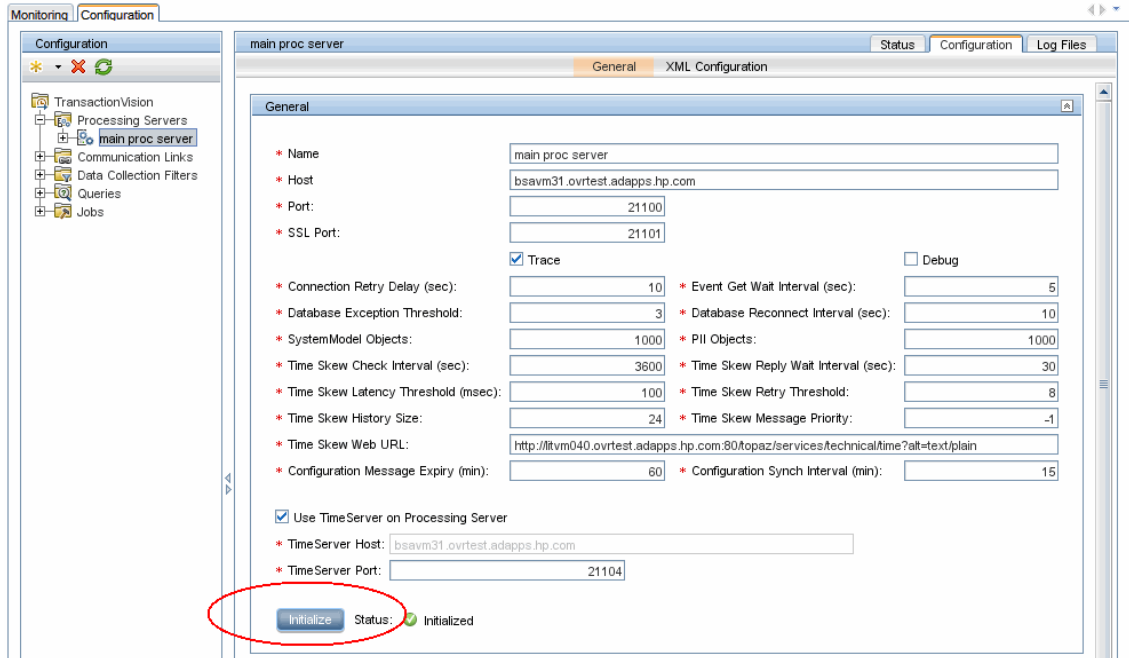 Monitoring Configuration
Configuration
TransactionVision
Processing Servers
main proc server
Communication Links
Data Collection Filters
Queries
Jobs
main proc server Status Configuration Log Files
General XML Configuration
General
* Name main proc server
* Host bsavm31.ovrtest.adapps.hp.com
* Port: 21100
* SSL Port: 21101
Trace Debug
* Connection Retry Delay (sec): 10 * Event Get Wait Interval (sec): 5
* Database Exception Threshold: 3 * Database Reconnect Interval (sec): 10
* SystemModel Objects: 1000 * PII Objects: 1000
* Time Skew Check Interval (sec): 3600 * Time Skew Reply Wait Interval (sec): 30
* Time Skew Latency Threshold (msec): 100 * Time Skew Retry Threshold: 8
* Time Skew History Size: 24 * Time Skew Message Priority: -1
* Time Skew Web URL: http://litvm040.ovrtest.adapps.hp.com:80/topaz/services/technical/time?alt=text/plain
* Configuration Message Expiry (min): 60 * Configuration Synch Interval (min): 15
Use TimeServer on Processing Server
* TimeServer Host: bsavm31.ovrtest.adapps.hp.com
* TimeServer Port: 21104
Initialize Status: Initialized